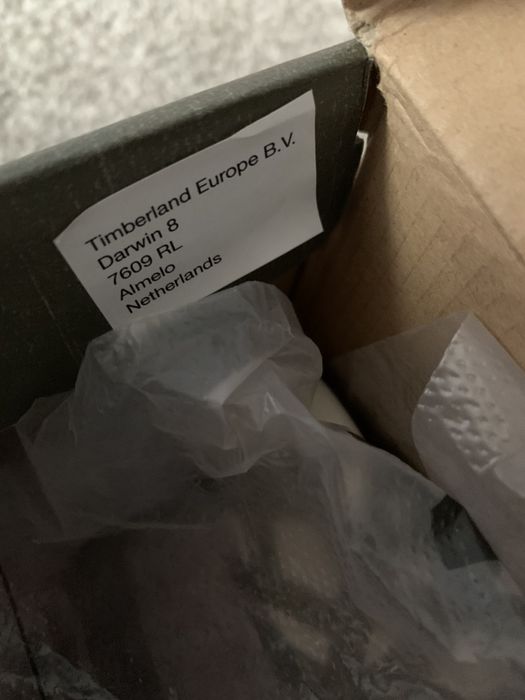 Timberland Europe B.V.
Darwin 8
7609 RL
Almelo
Netherlands